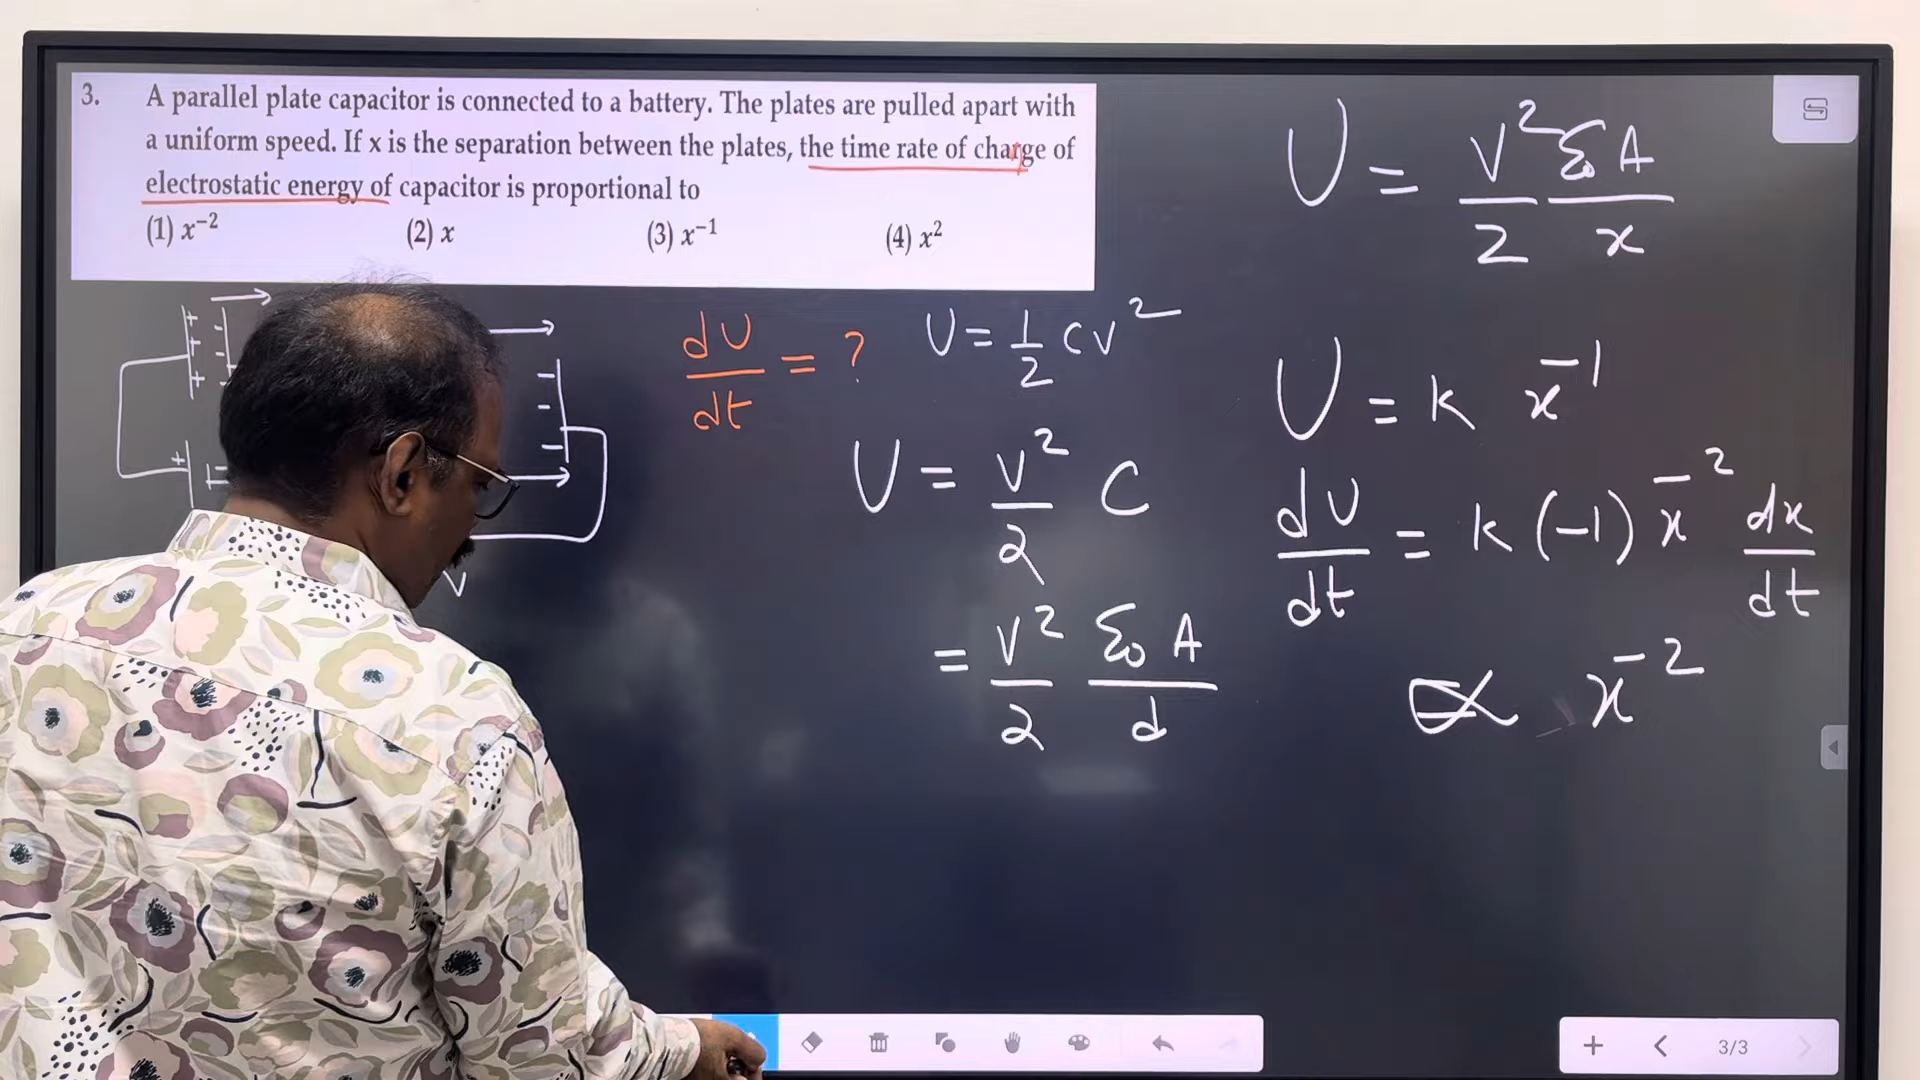 3. A parallel plate capacitor is connected to a battery. The plates are pulled apart with
a uniform speed. If x is the separation between the plates, the time rate of charge of
electrostatic energy of capacitor is proportional to
(1) x⁻² (2) x (3) x⁻¹ (4) x²
dU/dt = ?
U = 1/2 CV²
U = V²/2 C
= V²/2 ε₀A/d
V
U = V²/2 ε₀A/x
U = K x⁻¹
dU/dt = K (-1) x⁻² dx/dt
∝ x⁻²
3/3